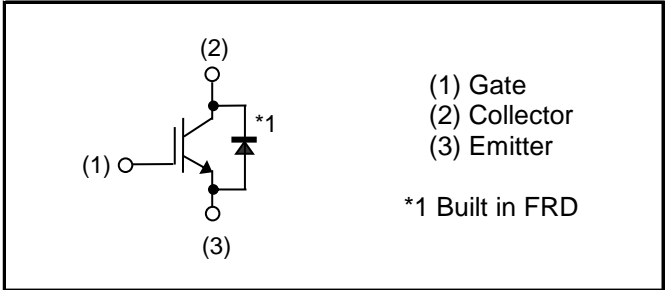 (2)
*1
(1)
(3)
(1) Gate
(2) Collector
(3) Emitter
*1 Built in FRD